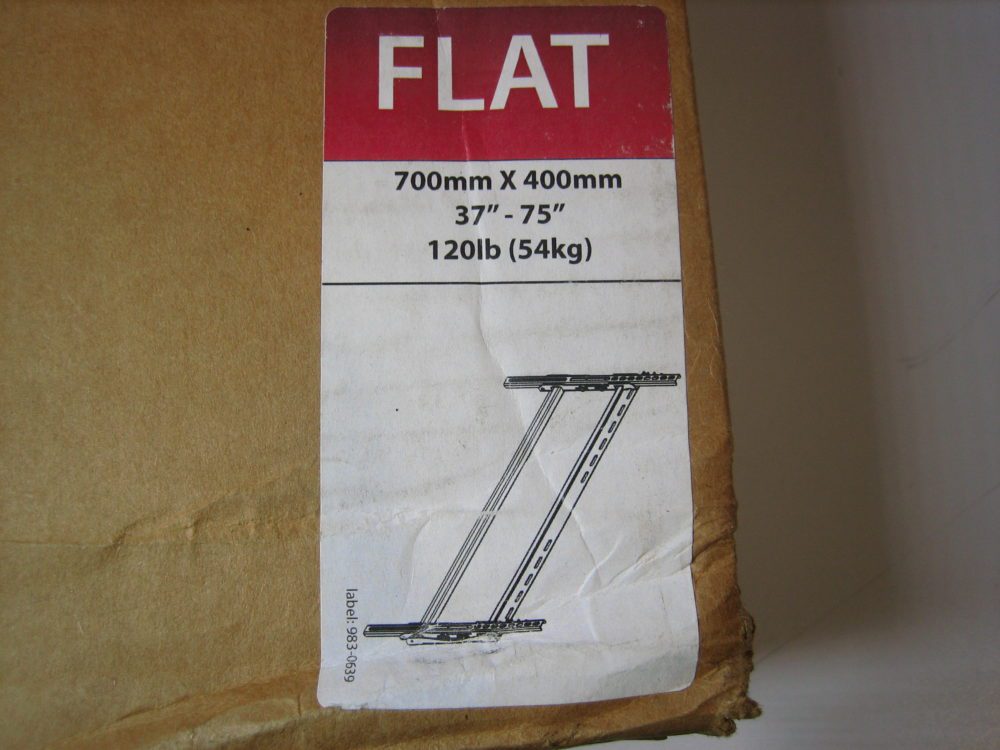 FLAT
700mm X 400mm
37” - 75”
120lb (54kg)
label: 983-0639